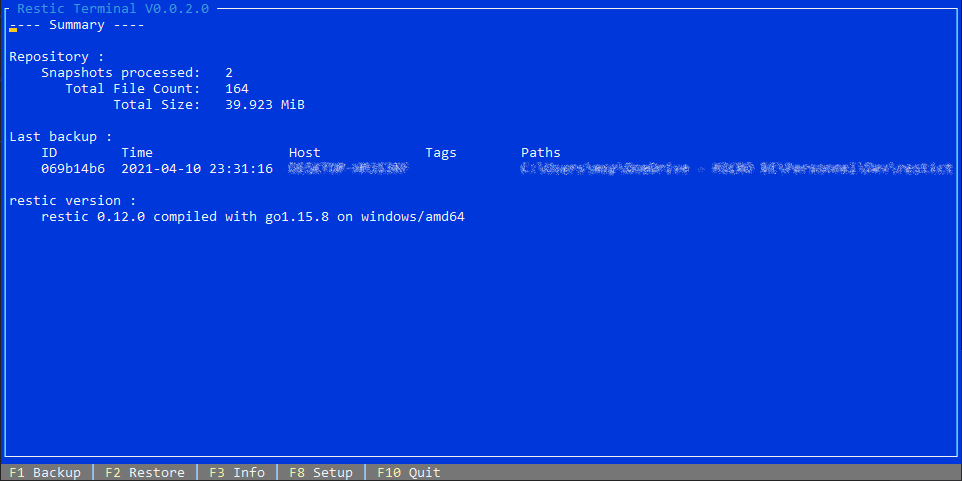 Restic Terminal V0.0.2.0
---- Summary ----
Repository :
Snapshots processed: 2
Total File Count: 164
Total Size: 39.923 MiB
Last backup :
ID Time Host Tags Paths
069b14b6 2021-04-10 23:31:16
restic version :
restic 0.12.0 compiled with go1.15.8 on windows/amd64
F1 Backup │ F2 Restore │ F3 Info │ F8 Setup │ F10 Quit